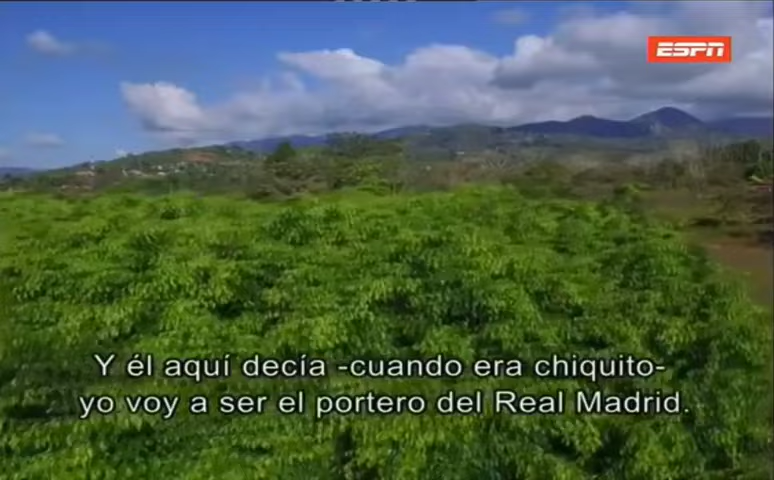 ESPN
Y él aquí decía -cuando era chiquito-
yo voy a ser el portero del Real Madrid.